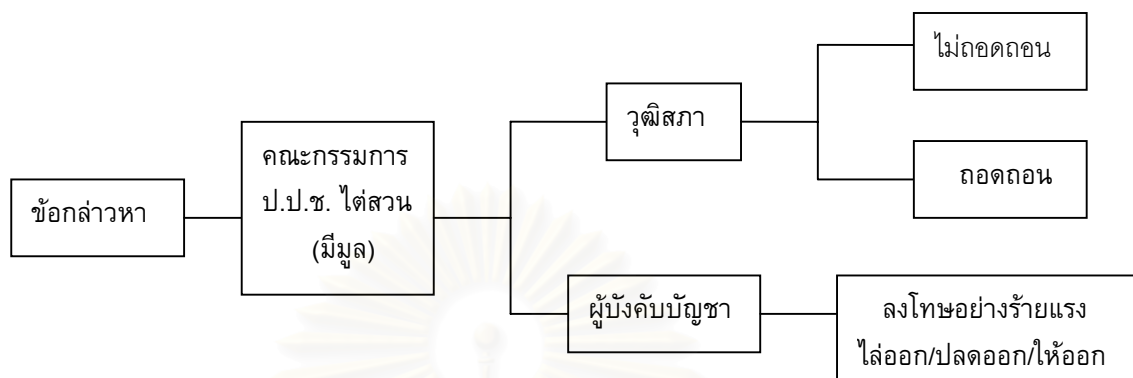 ไม่ถอดถอน
วุฒิสภา
คณะกรรมการ
ป.ป.ช. ไต่สวน
(มีมูล)
ถอดถอน
ข้อกล่าวหา
ผู้บังคับบัญชา
ลงโทษอย่างร้ายแรง
ไล่ออก/ปลดออก/ให้ออก